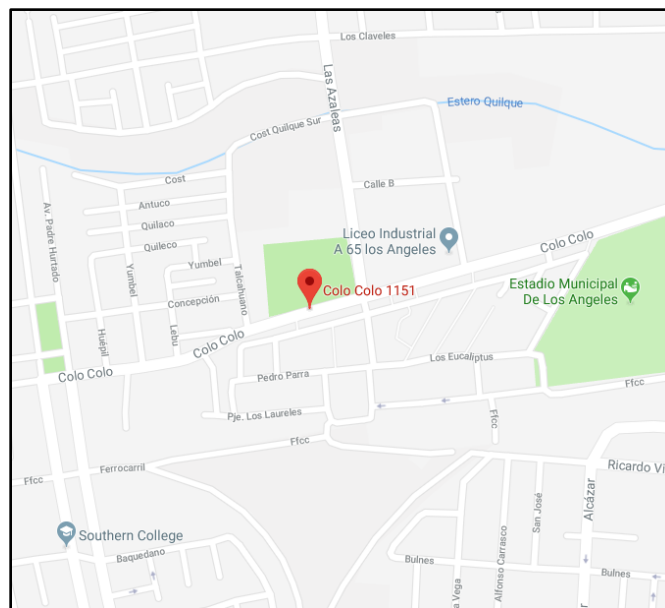 Los Claveles
Las Azaleas
Estero Quilque
Cost Quilque Sur
Cost
Calle B
Antuco
Quilaco
Quileco
Yumbel
Yumbel
Talcahuano
Av. Padre Hurtado
Liceo Industrial
A 65 los Angeles
Colo Colo
Colo Colo 1151
Estadio Municipal
De Los Angeles
Concepción
Huépil
Lebu
Colo Colo
Colo Colo
Los Eucaliptus
Pedro Parra
Ffcc
Pje. Los Laureles
Ffcc
Ffcc
Ferrocarril
Ffcc
Ricardo Vi
Alcázar
San José
Alfonso Carrasco
a Vega
Southern College
Baquedano
Bulnes
Bulnes